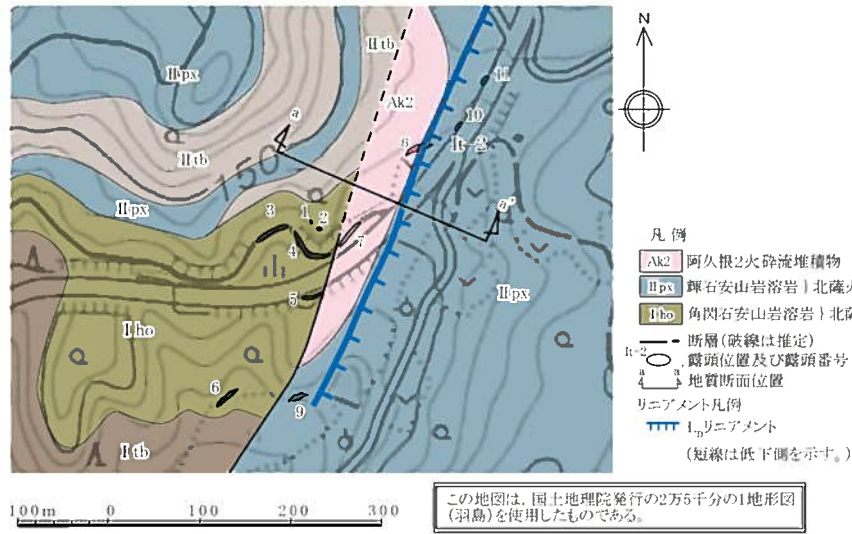 N
Ⅱtb
Ⅱpx
11
Ak2
10
a
8
It-2
Ⅱtb
150
Ⅱpx
3
1
2
a'
4
7
5
Ⅱpx
Ⅰho
6
9
Ⅰtb
凡例
Ak2 阿久根2火砕流堆積物
Ⅱpx 輝石安山岩溶岩}北薩火
Ⅰho 角閃石安山岩溶岩}北薩
断層(破線は推定)
It-2 露頭位置及び露頭番号
a a' 地質断面位置
リニアメント凡例
LDリニアメント
(短線は低下側を示す。)
100m 0 100 200 300
この地図は，国土地理院発行の2万5千分の1地形図
(羽島)を使用したものである。